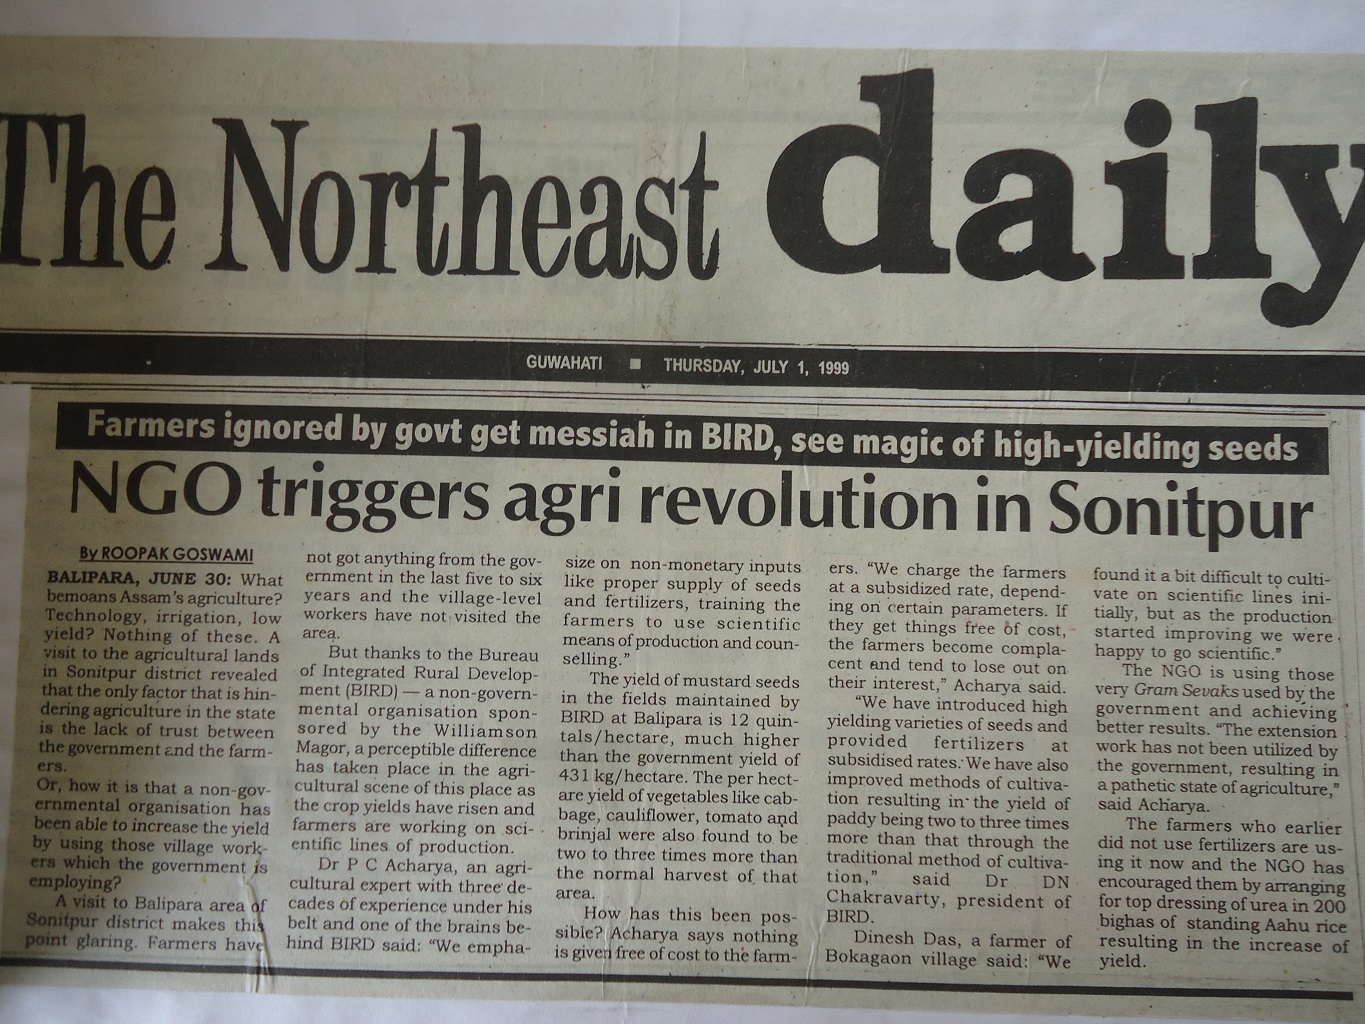 The Northeast daily
GUWAHATI ■ THURSDAY, JULY 1, 1999
Farmers ignored by govt get messiah in BIRD, see magic of high-yielding seeds
NGO triggers agri revolution in Sonitpur
By ROOPAK GOSWAMI
BALIPARA, JUNE 30: What
bemoans Assam's agriculture?
Technology, irrigation, low
yield? Nothing of these. A
visit to the agricultural lands
in Sonitpur district revealed
that the only factor that is hin-
dering agriculture in the state
is the lack of trust between
the government and the farm-
ers.
Or, how it is that a non-gov-
ernmental organisation has
been able to increase the yield
by using those village work-
ers which the government is
employing?
A visit to Balipara area of
Sonitpur district makes this
point glaring. Farmers have
not got anything from the gov-
ernment in the last five to six
years and the village-level
workers have not visited the
area.
But thanks to the Bureau
of Integrated Rural Develop-
ment (BIRD) — a non-govern-
mental organisation spon-
sored by the Williamson
Magor, a perceptible difference
has taken place in the agri-
cultural scene of this place as
the crop yields have risen and
farmers are working on sci-
entific lines of production.
Dr P C Acharya, an agri-
cultural expert with three de-
cades of experience under his
belt and one of the brains be-
hind BIRD said: "We empha-
size on non-monetary inputs
like proper supply of seeds
and fertilizers, training the
farmers to use scientific
means of production and coun-
selling."
The yield of mustard seeds
in the fields maintained by
BIRD at Balipara is 12 quin-
tals/hectare, much higher
than the government yield of
431 kg/hectare. The per hect-
are yield of vegetables like cab-
bage, cauliflower, tomato and
brinjal were also found to be
two to three times more than
the normal harvest of that
area.
How has this been pos-
sible? Acharya says nothing
is given free of cost to the farm-
ers. "We charge the farmers
at a subsidized rate, depend-
ing on certain parameters. If
they get things free of cost,
the farmers become compla-
cent and tend to lose out on
their interest," Acharya said.
"We have introduced high
yielding varieties of seeds and
provided fertilizers at
subsidised rates. We have also
improved methods of cultiva-
tion resulting in the yield of
paddy being two to three times
more than that through the
traditional method of cultiva-
tion," said Dr DN
Chakravarty, president of
BIRD.
Dinesh Das, a farmer of
Bokagaon village said: "We
found it a bit difficult to culti-
vate on scientific lines ini-
tially, but as the production
started improving we were
happy to go scientific."
The NGO is using those
very Gram Sevaks used by the
government and achieving
better results. "The extension
work has not been utilized by
the government, resulting in
a pathetic state of agriculture,"
said Acharya.
The farmers who earlier
did not use fertilizers are us-
ing it now and the NGO has
encouraged them by arranging
for top dressing of urea in 200
bighas of standing Aahu rice
resulting in the increase of
yield.